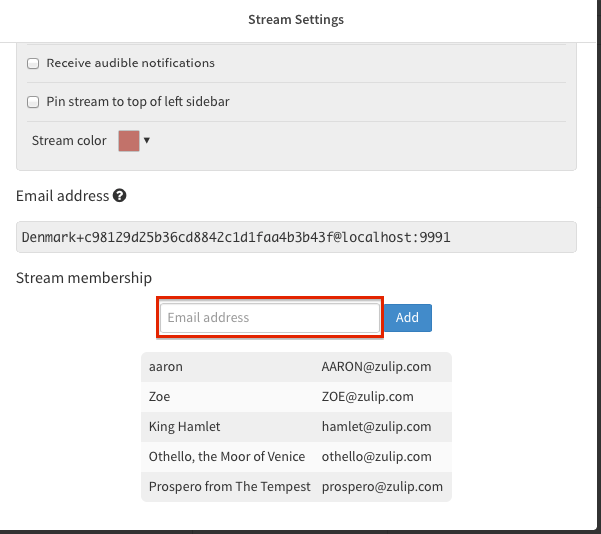 Stream Settings
Receive audible notifications
Pin stream to top of left sidebar
Stream color
Email address
Denmark+c98129d25b36cd8842c1d1faa4b3b43f@localhost:9991
Stream membership
Email address Add
aaron AARON@zulip.com
Zoe ZOE@zulip.com
King Hamlet hamlet@zulip.com
Othello, the Moor of Venice othello@zulip.com
Prospero from The Tempest prospero@zulip.com